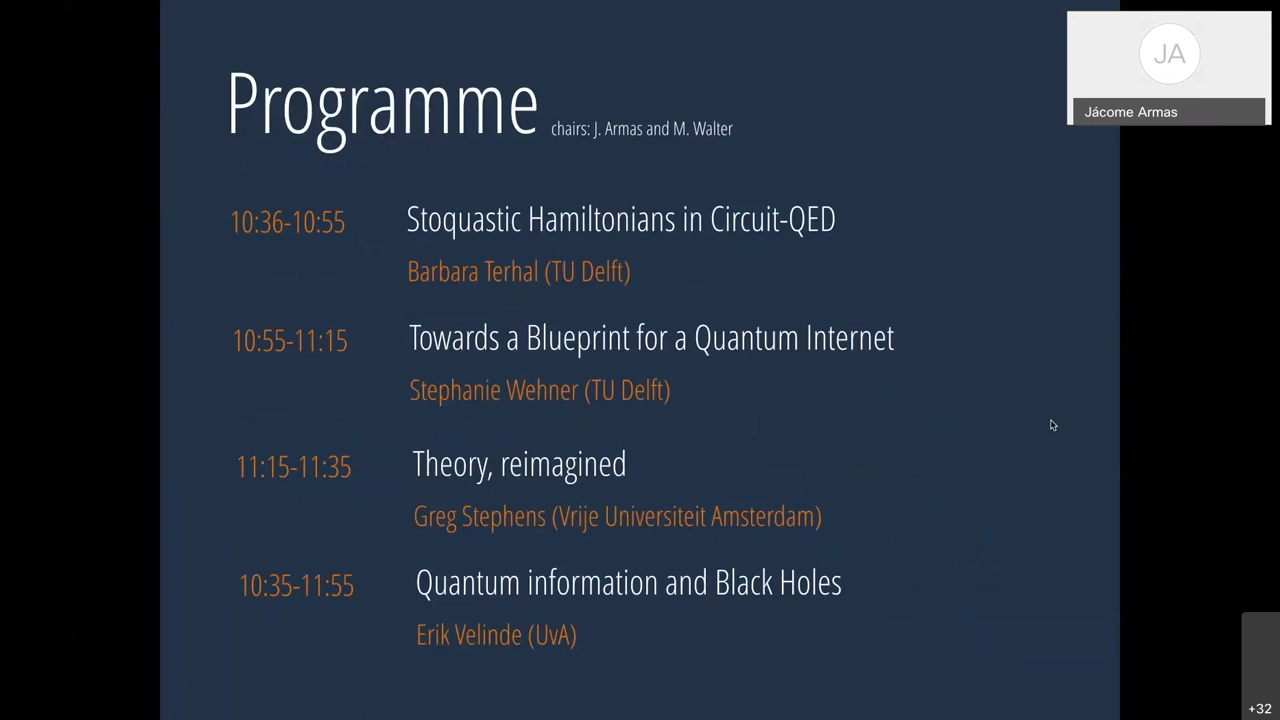 Programme chairs: J. Armas and M. Walter
JA
Jácome Armas
10:36-10:55 Stoquastic Hamiltonians in Circuit-QED
Barbara Terhal (TU Delft)
10:55-11:15 Towards a Blueprint for a Quantum Internet
Stephanie Wehner (TU Delft)
11:15-11:35 Theory, reimagined
Greg Stephens (Vrije Universiteit Amsterdam)
10:35-11:55 Quantum information and Black Holes
Erik Velinde (UvA)
+32